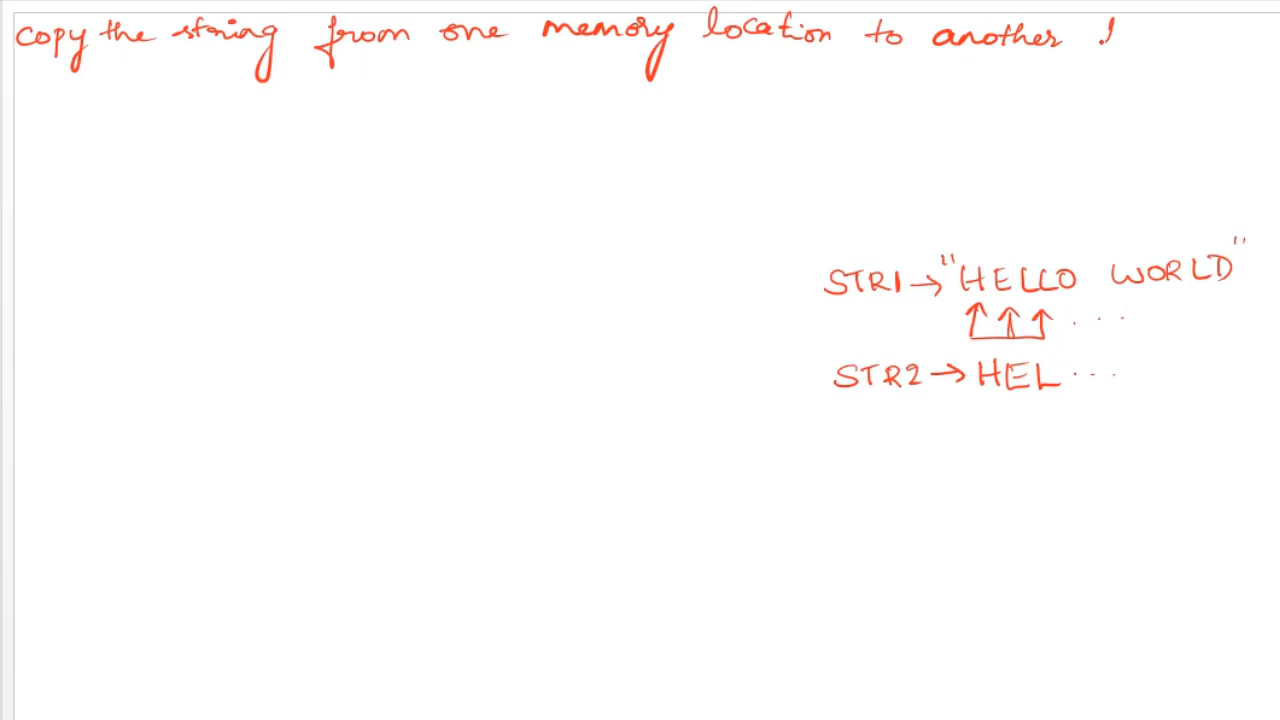 copy the string from one memory location to another !
STR1→"HELLO WORLD"
↑↑↑ ....
STR2→HEL ...